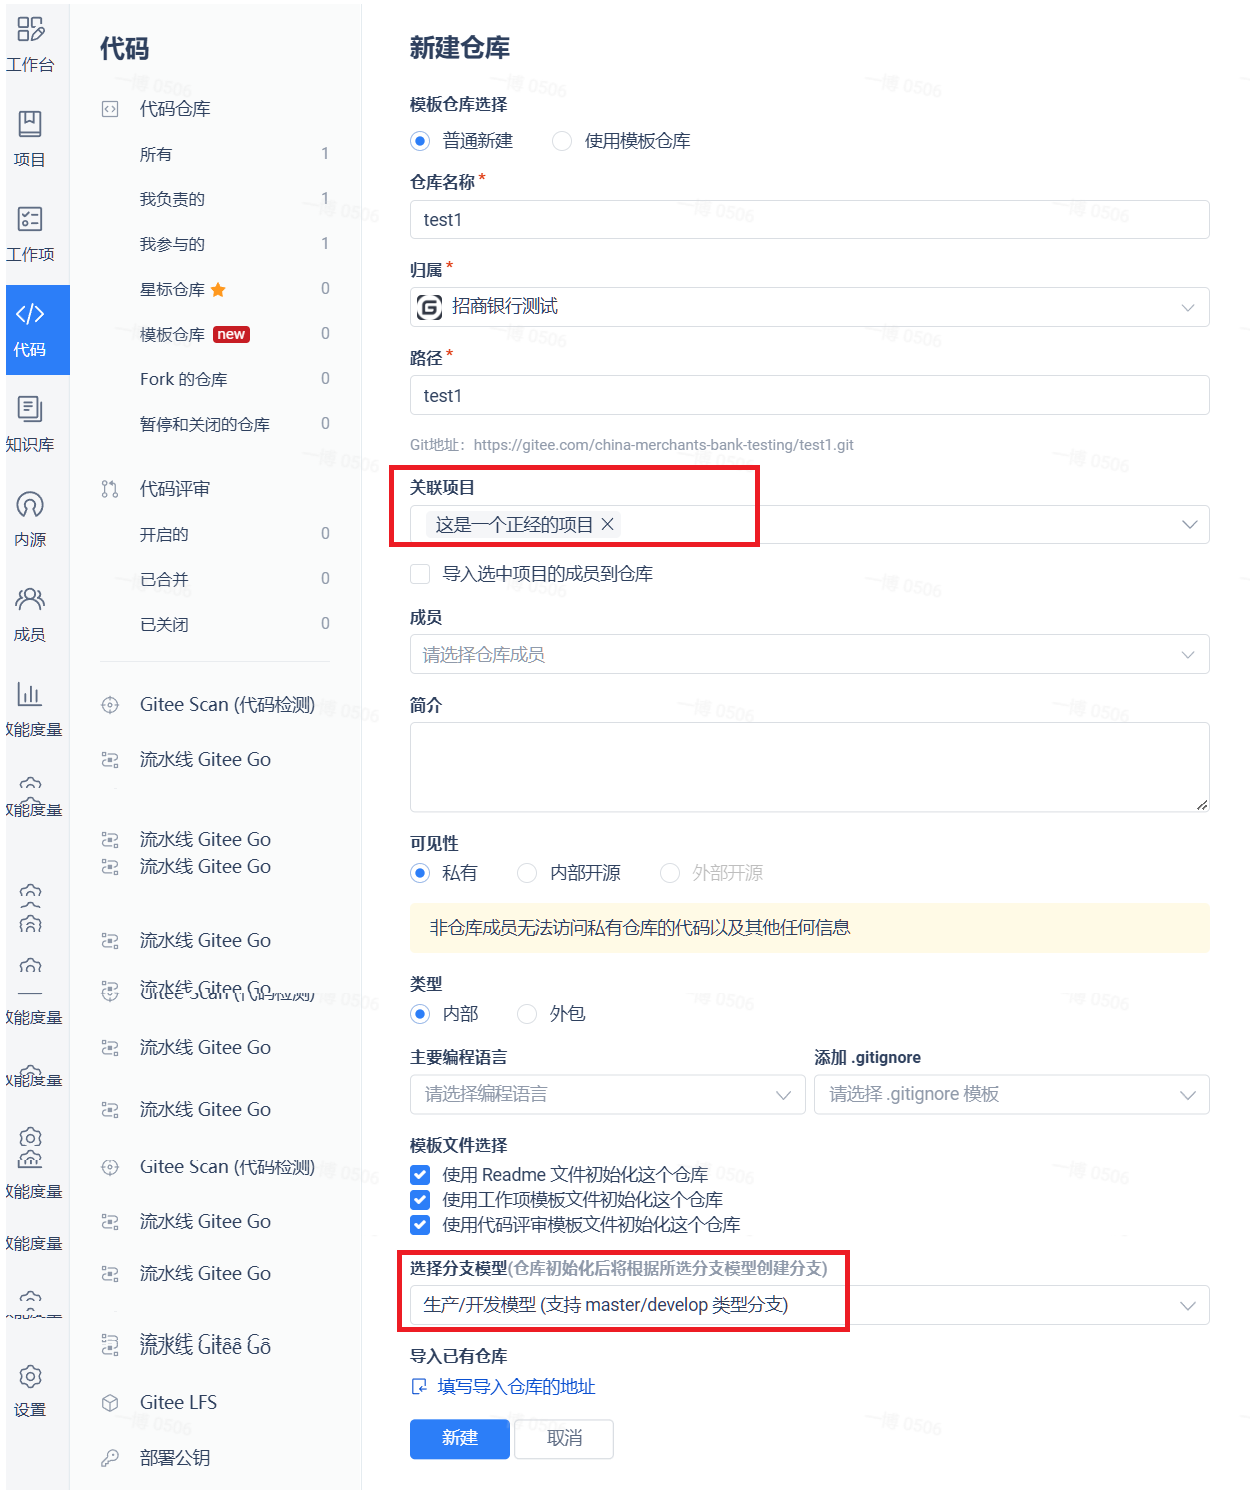 工作台
项目
工作项
代码
知识库
内源
成员
效能度量
效能度量
效能度量
效能度量
效能度量
效能度量
设置
代码
代码仓库
所有 1
我负责的 1
我参与的 1
星标仓库 0
模板仓库 new 0
Fork 的仓库 0
暂停和关闭的仓库 0
代码评审
开启的 0
已合并 0
已关闭 0
Gitee Scan (代码检测)
流水线 Gitee Go
流水线 Gitee Go
流水线 Gitee Go
流水线 Gitee Go
流水线 Gitee Go
Gitee Scan (代码检测)
流水线 Gitee Go
流水线 Gitee Go
Gitee Scan (代码检测)
流水线 Gitee Go
流水线 Gitee Go
流水线 Gitee Go
流水线 Gitee Go
Gitee LFS
部署公钥
新建仓库
模板仓库选择
普通新建 使用模板仓库
仓库名称 *
test1
归属 *
招商银行测试
路径 *
test1
Git地址：https://gitee.com/china-merchants-bank-testing/test1.git
关联项目
这是一个正经的项目
导入选中项目的成员到仓库
成员
请选择仓库成员
简介
可见性
私有 内部开源 外部开源
非仓库成员无法访问私有仓库的代码以及其他任何信息
类型
内部 外包
主要编程语言 添加 .gitignore
请选择编程语言 请选择 .gitignore 模板
模板文件选择
使用 Readme 文件初始化这个仓库
使用工作项模板文件初始化这个仓库
使用代码评审模板文件初始化这个仓库
选择分支模型(仓库初始化后将根据所选分支模型创建分支)
生产/开发模型 (支持 master/develop 类型分支)
导入已有仓库
填写导入仓库的地址
新建 取消